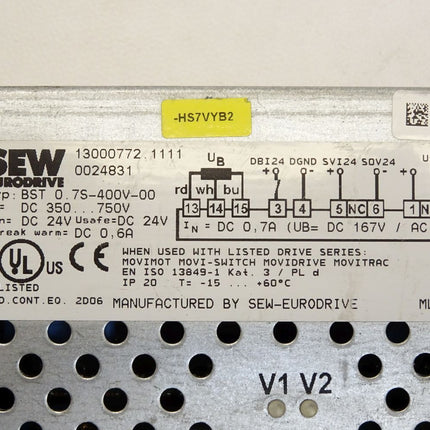 -HS7VYB2
SEW
EURODRIVE
13000772.1111
0024831
yp: BST 0.7S-400V-00
= DC 350...750V
= DC 24V Usafe: DC 24V
reak warm= DC 0,6A
UB
DBI24 DGND SVI24 SOV24
rd wh bu
13 14 15 3 4 5 NC 6 1 N
IN = DC 0,7A (UB= DC 167V / AC
UL LISTED US CE
D.CONT.EQ. 2D06
WHEN USED WITH LISTED DRIVE SERIES:
MOVIMOT MOVI-SWITCH MOVIDRIVE MOVITRAC
EN ISO 13849-1 Kat. 3 / PL d
IP 20 T= -15 ... +60°C
MANUFACTURED BY SEW-EURODRIVE
V1 V2